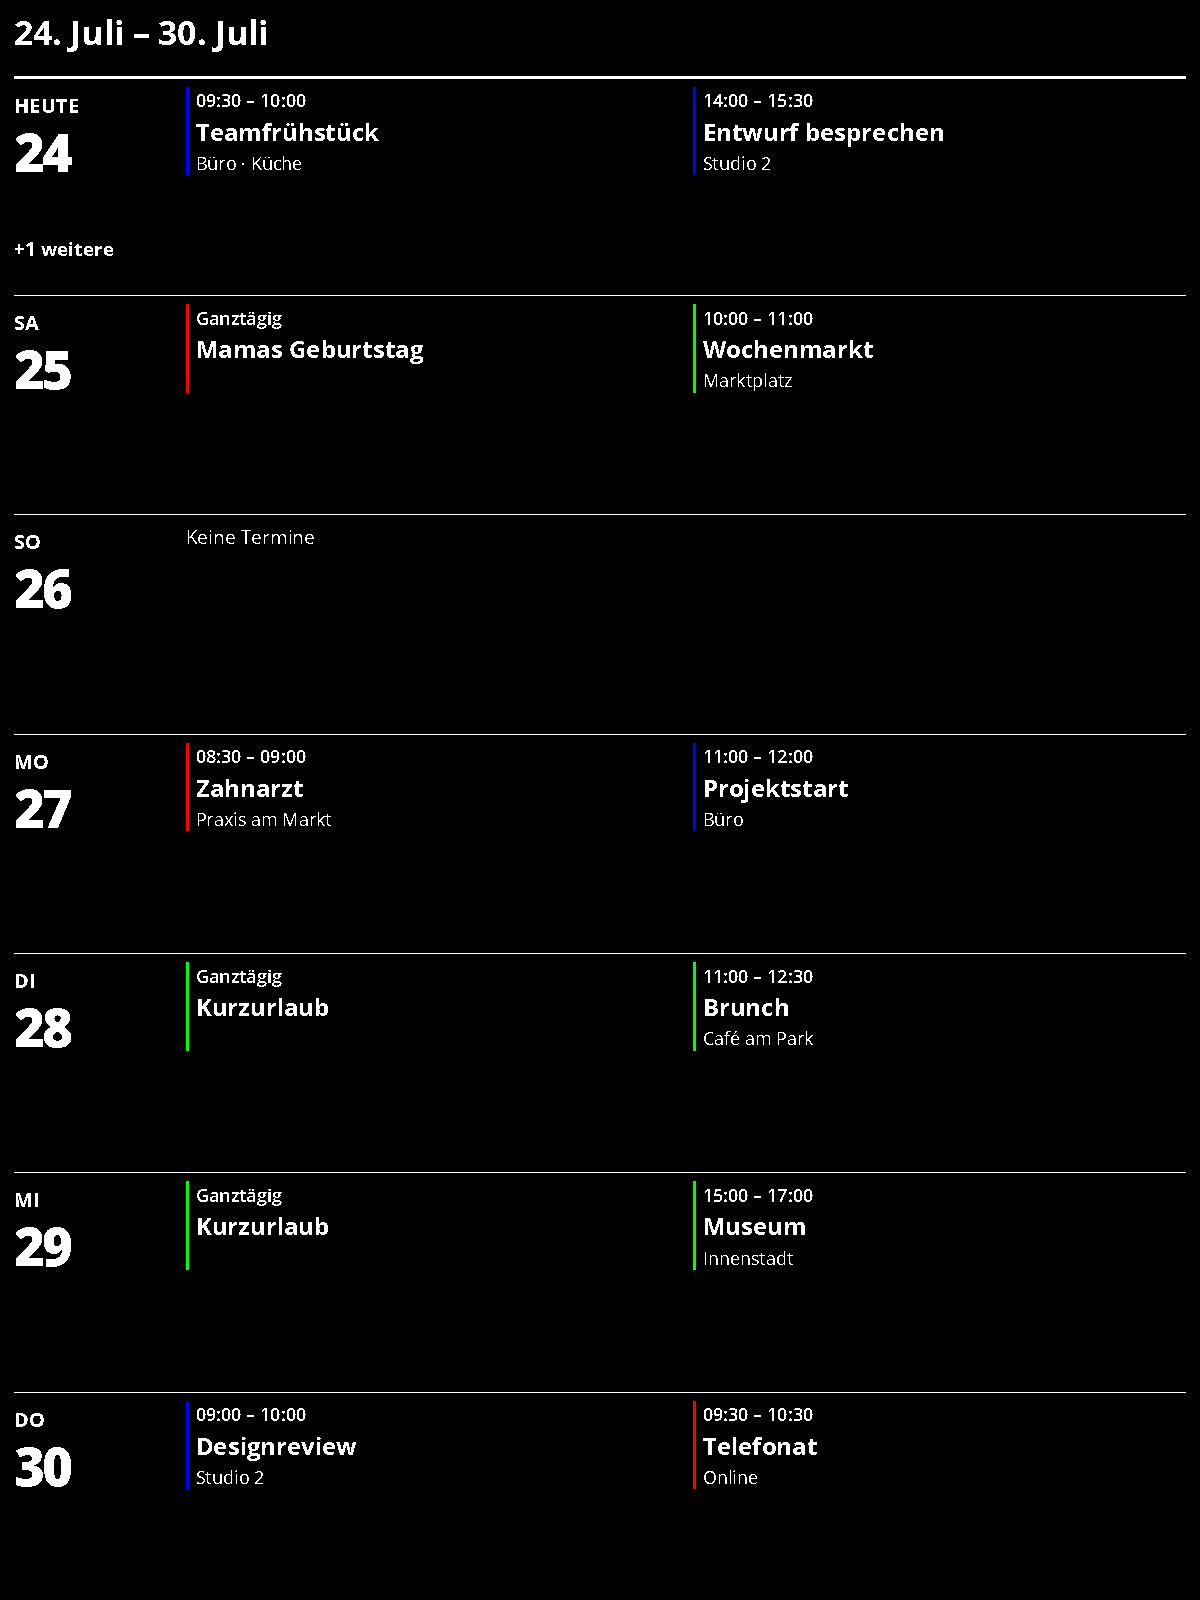 24. Juli – 30. Juli
HEUTE
24
+1 weitere
09:30 – 10:00
Teamfrühstück
Büro · Küche
14:00 – 15:30
Entwurf besprechen
Studio 2
SA
25
Ganztägig
Mamas Geburtstag
10:00 – 11:00
Wochenmarkt
Marktplatz
SO
26
Keine Termine
MO
27
08:30 – 09:00
Zahnarzt
Praxis am Markt
11:00 – 12:00
Projektstart
Büro
DI
28
Ganztägig
Kurzurlaub
11:00 – 12:30
Brunch
Café am Park
MI
29
Ganztägig
Kurzurlaub
15:00 – 17:00
Museum
Innenstadt
DO
30
09:00 – 10:00
Designreview
Studio 2
09:30 – 10:30
Telefonat
Online